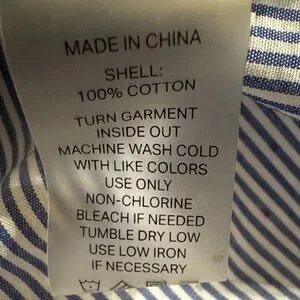 MADE IN CHINA
SHELL:
100% COTTON
TURN GARMENT
INSIDE OUT
MACHINE WASH COLD
WITH LIKE COLORS
USE ONLY
NON-CHLORINE
BLEACH IF NEEDED
TUMBLE DRY LOW
USE LOW IRON
IF NECESSARY